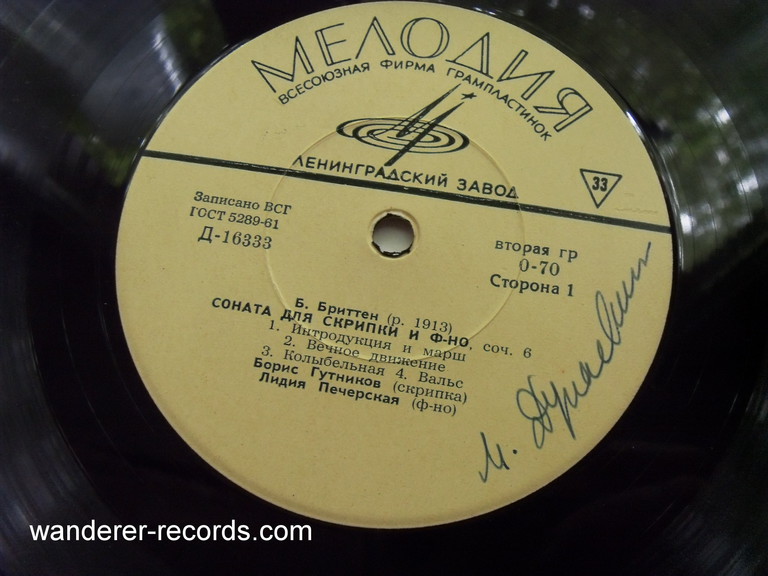 МЕЛОДИЯ
ВСЕСОЮЗНАЯ ФИРМА ГРАМПЛАСТИНОК
ЛЕНИНГРАДСКИЙ ЗАВОД
33
Записано ВСГ
ГОСТ 5289-61
Д-16333
вторая гр
0-70
Сторона 1
Б. Бриттен (р. 1913)
СОНАТА ДЛЯ СКРИПКИ И Ф-НО, соч. 6
1. Интродукция и марш
2. Вечное движение
3. Колыбельная 4. Вальс
Борис Гутников (скрипка)
Лидия Печерская (ф-но)
М. Дунаевский
wanderer-records.com